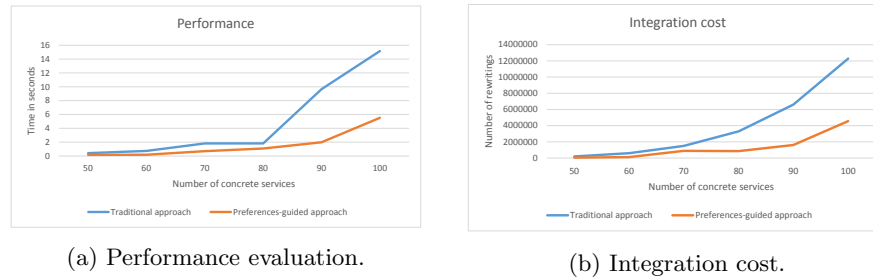 Performance
16
14
12
10
8
6
4
2
0
Time in seconds
50 60 70 80 90 100
Number of concrete services
Traditional approach Preferences-guided approach
(a) Performance evaluation.
Integration cost
14000000
12000000
10000000
8000000
6000000
4000000
2000000
0
Number of rewritings
50 60 70 80 90 100
Number of concrete services
Traditional approach Preferences-guided approach
(b) Integration cost.